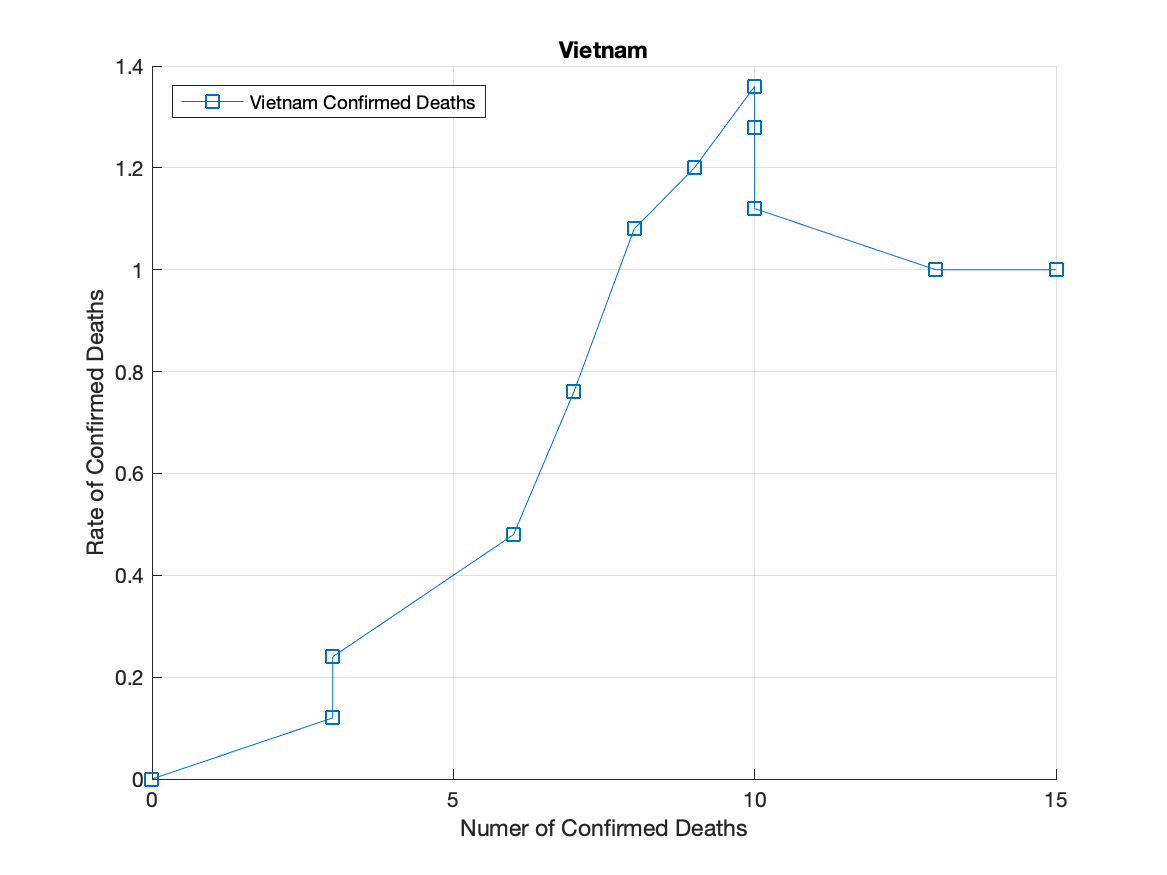 Vietnam
Vietnam Confirmed Deaths
1.4
1.2
1
0.8
0.6
0.4
0.2
0
0 5 10 15
Rate of Confirmed Deaths
Numer of Confirmed Deaths